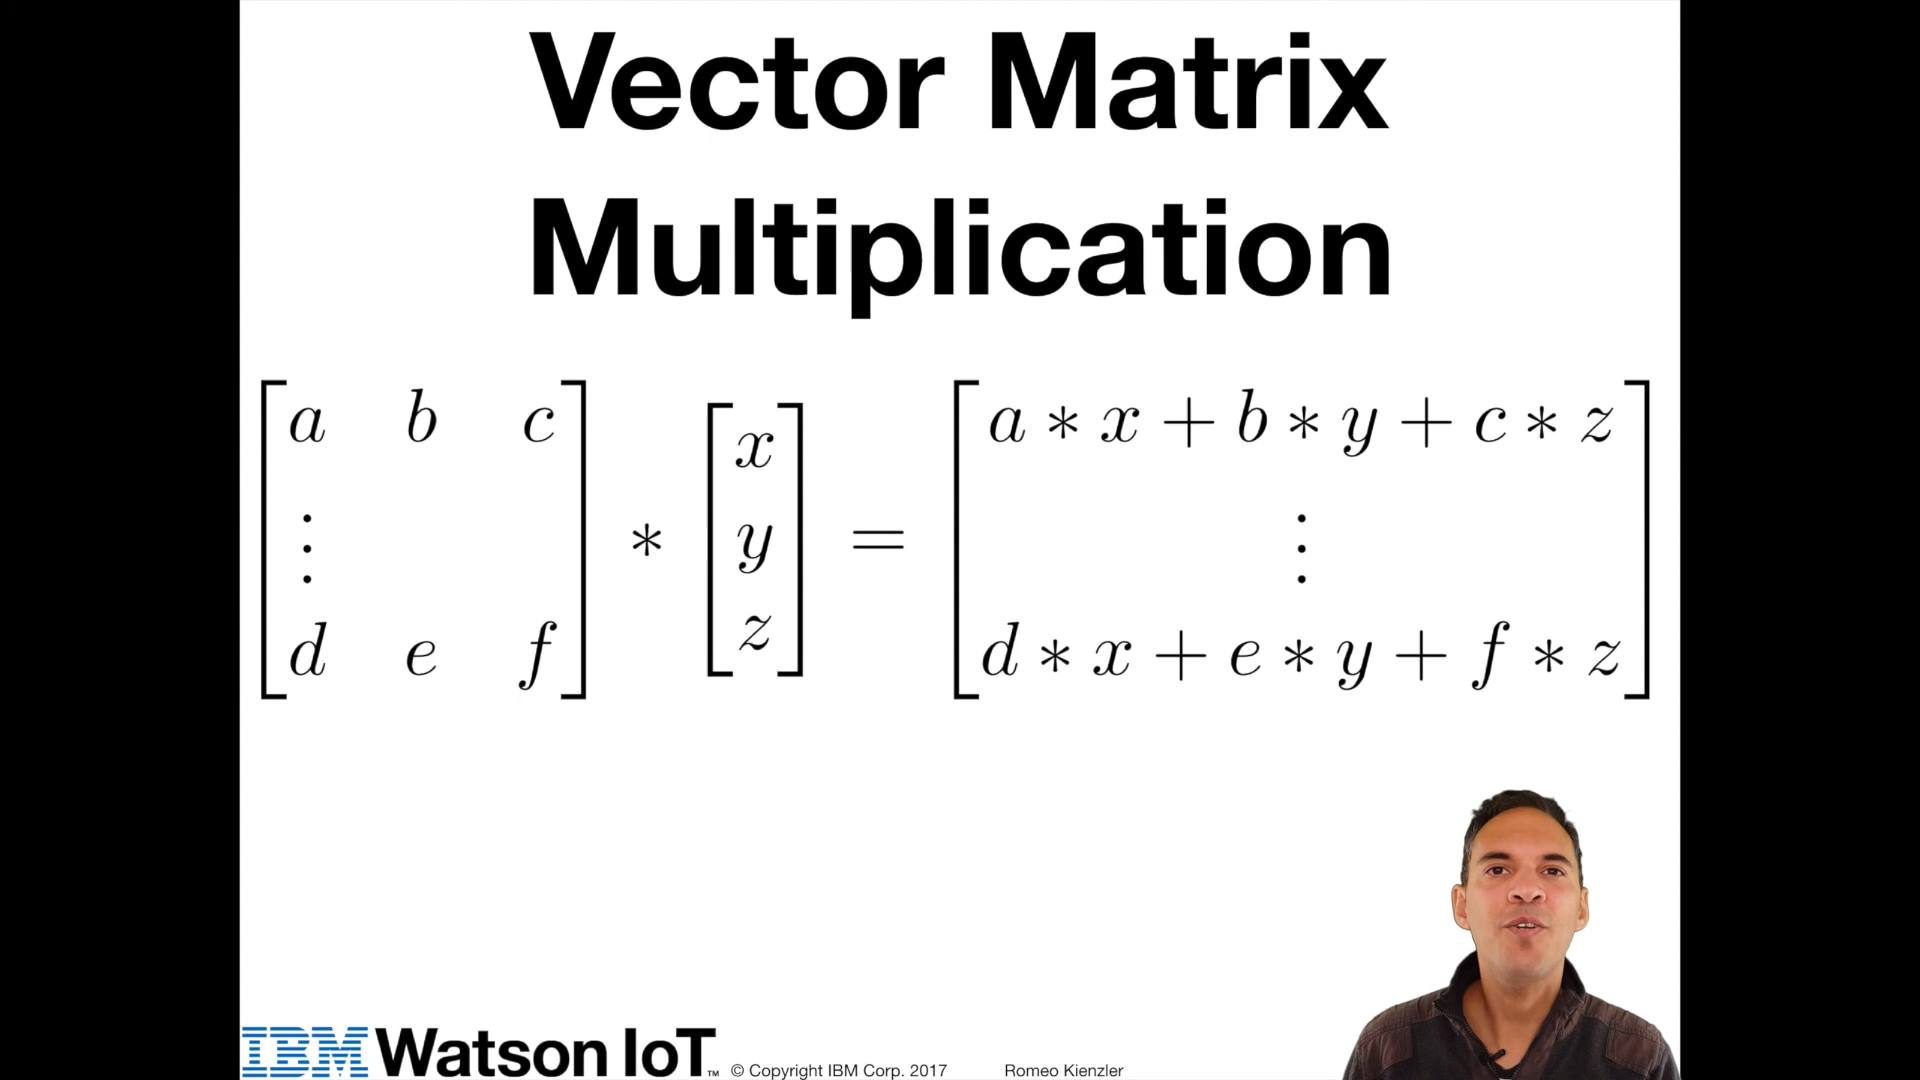 Vector Matrix
Multiplication
[a b c ⋮ d e f] * [x y z] = [a * x + b * y + c * z ⋮ d * x + e * y + f * z]
IBM Watson IoT™ © Copyright IBM Corp. 2017 Romeo Kienzler